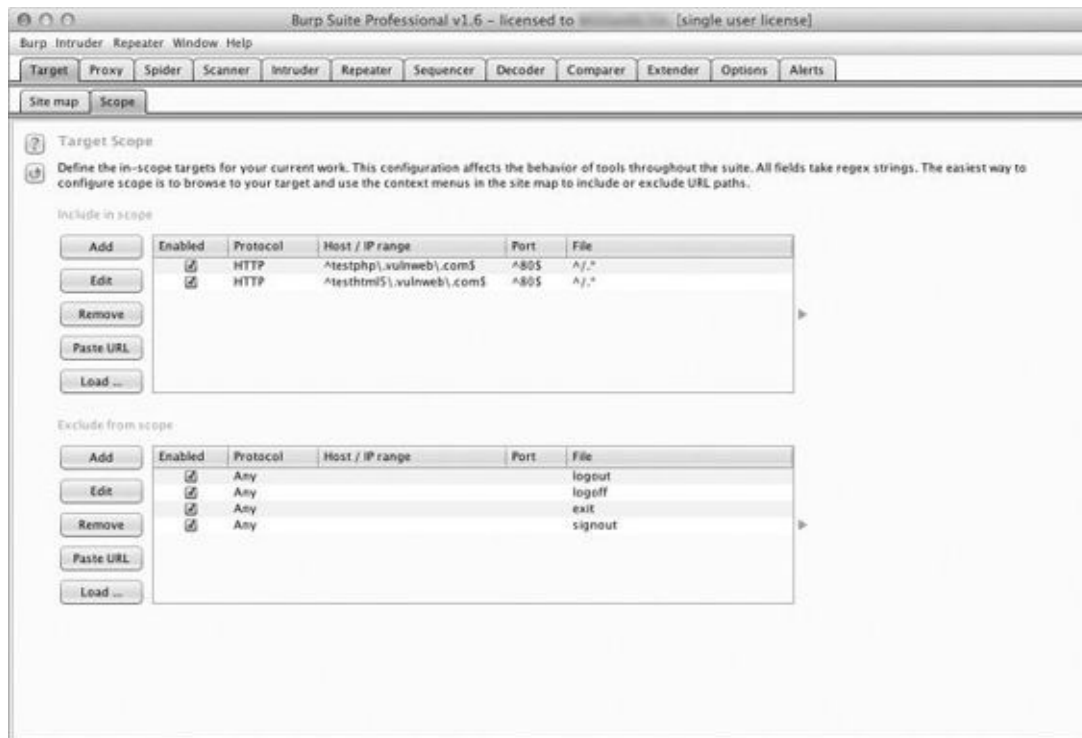 Burp Suite Professional v1.6 – licensed to [single user license]
Burp Intruder Repeater Window Help
Target Proxy Spider Scanner Intruder Repeater Sequencer Decoder Comparer Extender Options Alerts
Site map Scope
? Target Scope
Define the in-scope targets for your current work. This configuration affects the behavior of tools throughout the suite. All fields take regex strings. The easiest way to
configure scope is to browse to your target and use the context menus in the site map to include or exclude URL paths.
Include in scope
Add Enabled Protocol Host / IP range Port File
HTTP ^testphp\.vulnweb\.com$ ^80$ ^/.*
Edit HTTP ^testhtml5\.vulnweb\.com$ ^80$ ^/.*
Remove
Paste URL
Load ...
Exclude from scope
Add Enabled Protocol Host / IP range Port File
Any logout
Edit Any logoff
Any exit
Remove Any signout
Paste URL
Load ...